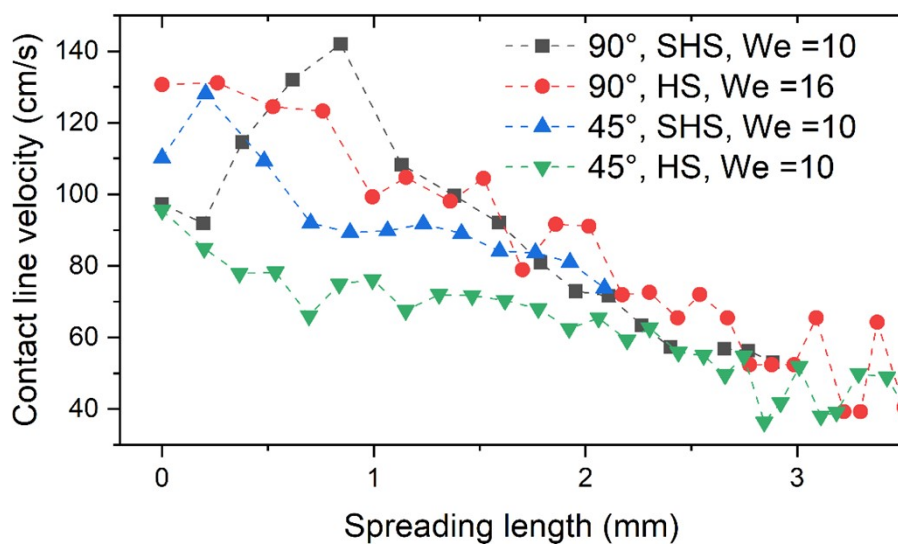 140
120
100
80
60
40
Contact line velocity (cm/s)
90°, SHS, We =10
90°, HS, We =16
45°, SHS, We =10
45°, HS, We =10
0 1 2 3
Spreading length (mm)